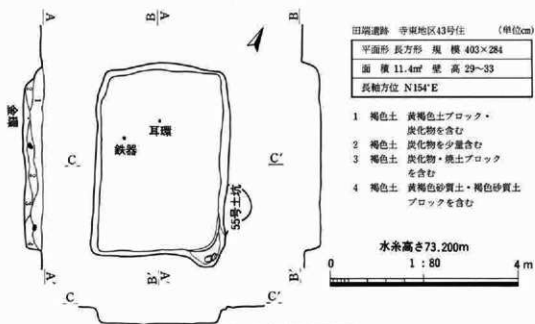 田端遺跡 寺東地区43号住 (単位cm)
平面形 長方形 規 模 403×284
面 積 11.4㎡ 壁 高 29〜33
長軸方位 N154°E
1 褐色土 黄褐色土ブロック・
炭化物を含む
2 褐色土 炭化物を少量含む
3 褐色土 炭化物・焼土ブロック
を含む
4 褐色土 黄褐色砂質土・褐色砂質土
ブロックを含む
水糸高さ73.200m
0 1:80 4m
A
B A
金環
耳環
鉄器
C C'
55号土坑
A'
B' A'
B
B'
C C'
1
2
3